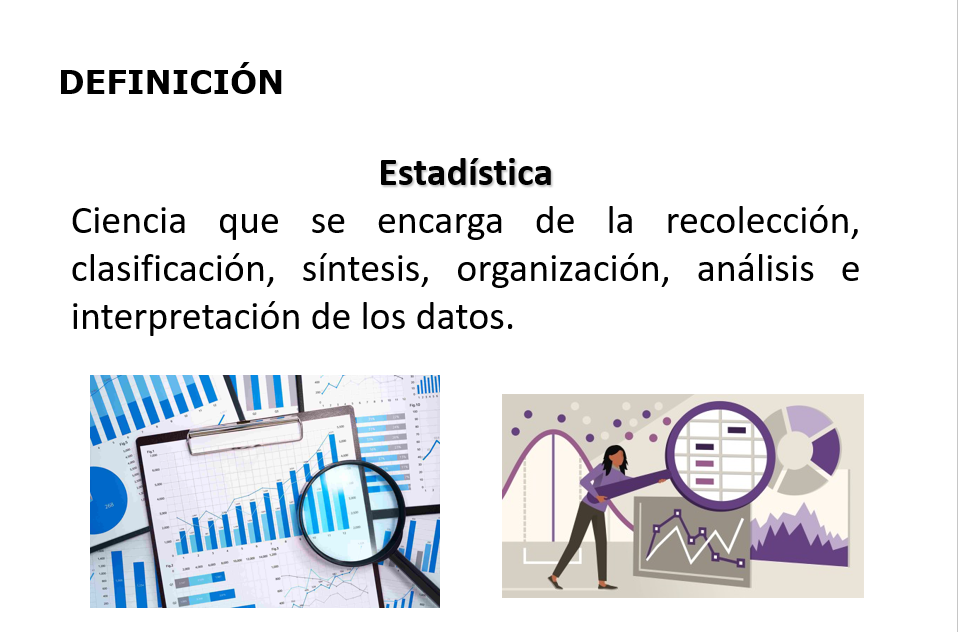 DEFINICIÓN
Estadística
Ciencia que se encarga de la recolección,
clasificación, síntesis, organización, análisis e
interpretación de los datos.